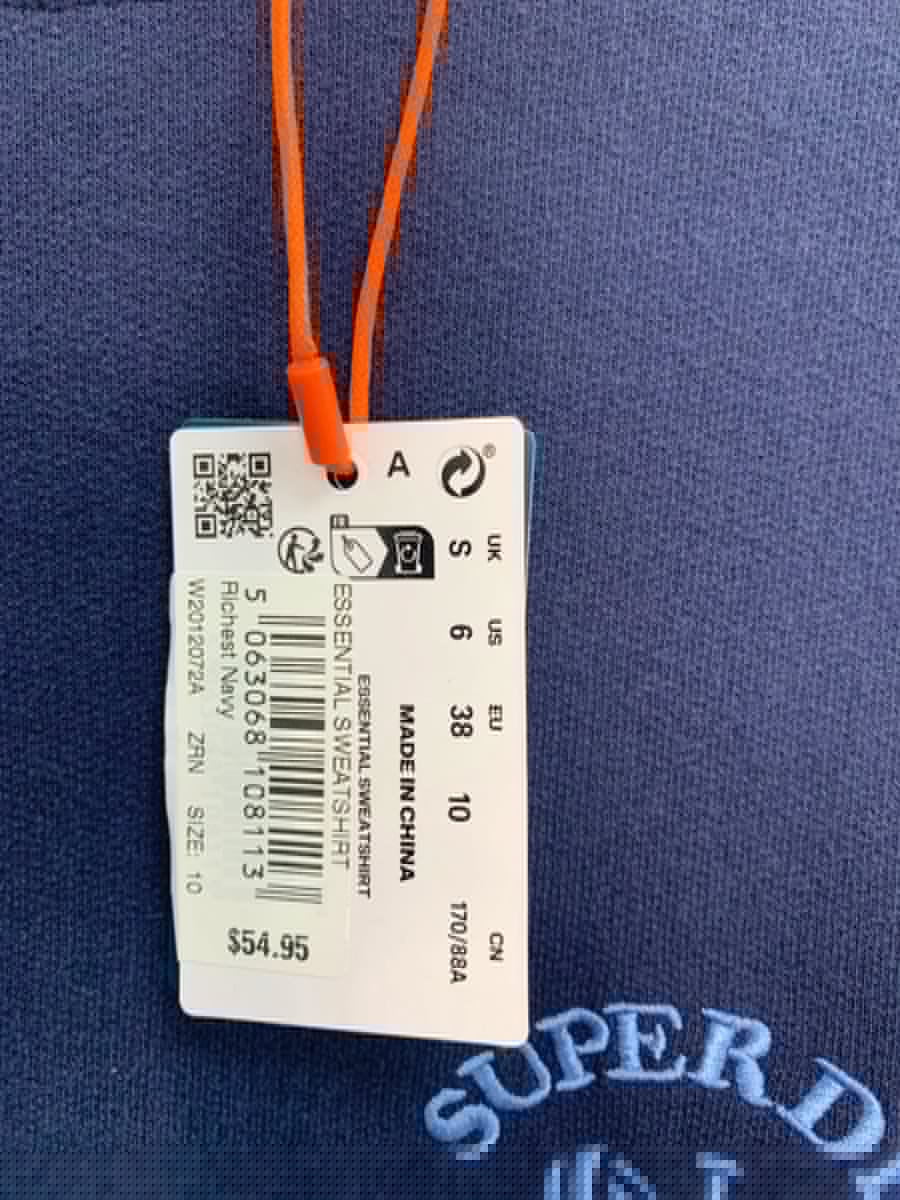 A
®
UK US EU CN
S 6 38 10 170/88A
MADE IN CHINA
ESSENTIAL SWEATSHIRT
ESSENTIAL SWEATSHIRT
5 063068 108113
Richest Navy
W2012072A ZRN SIZE: 10
$54.95
SUPERD